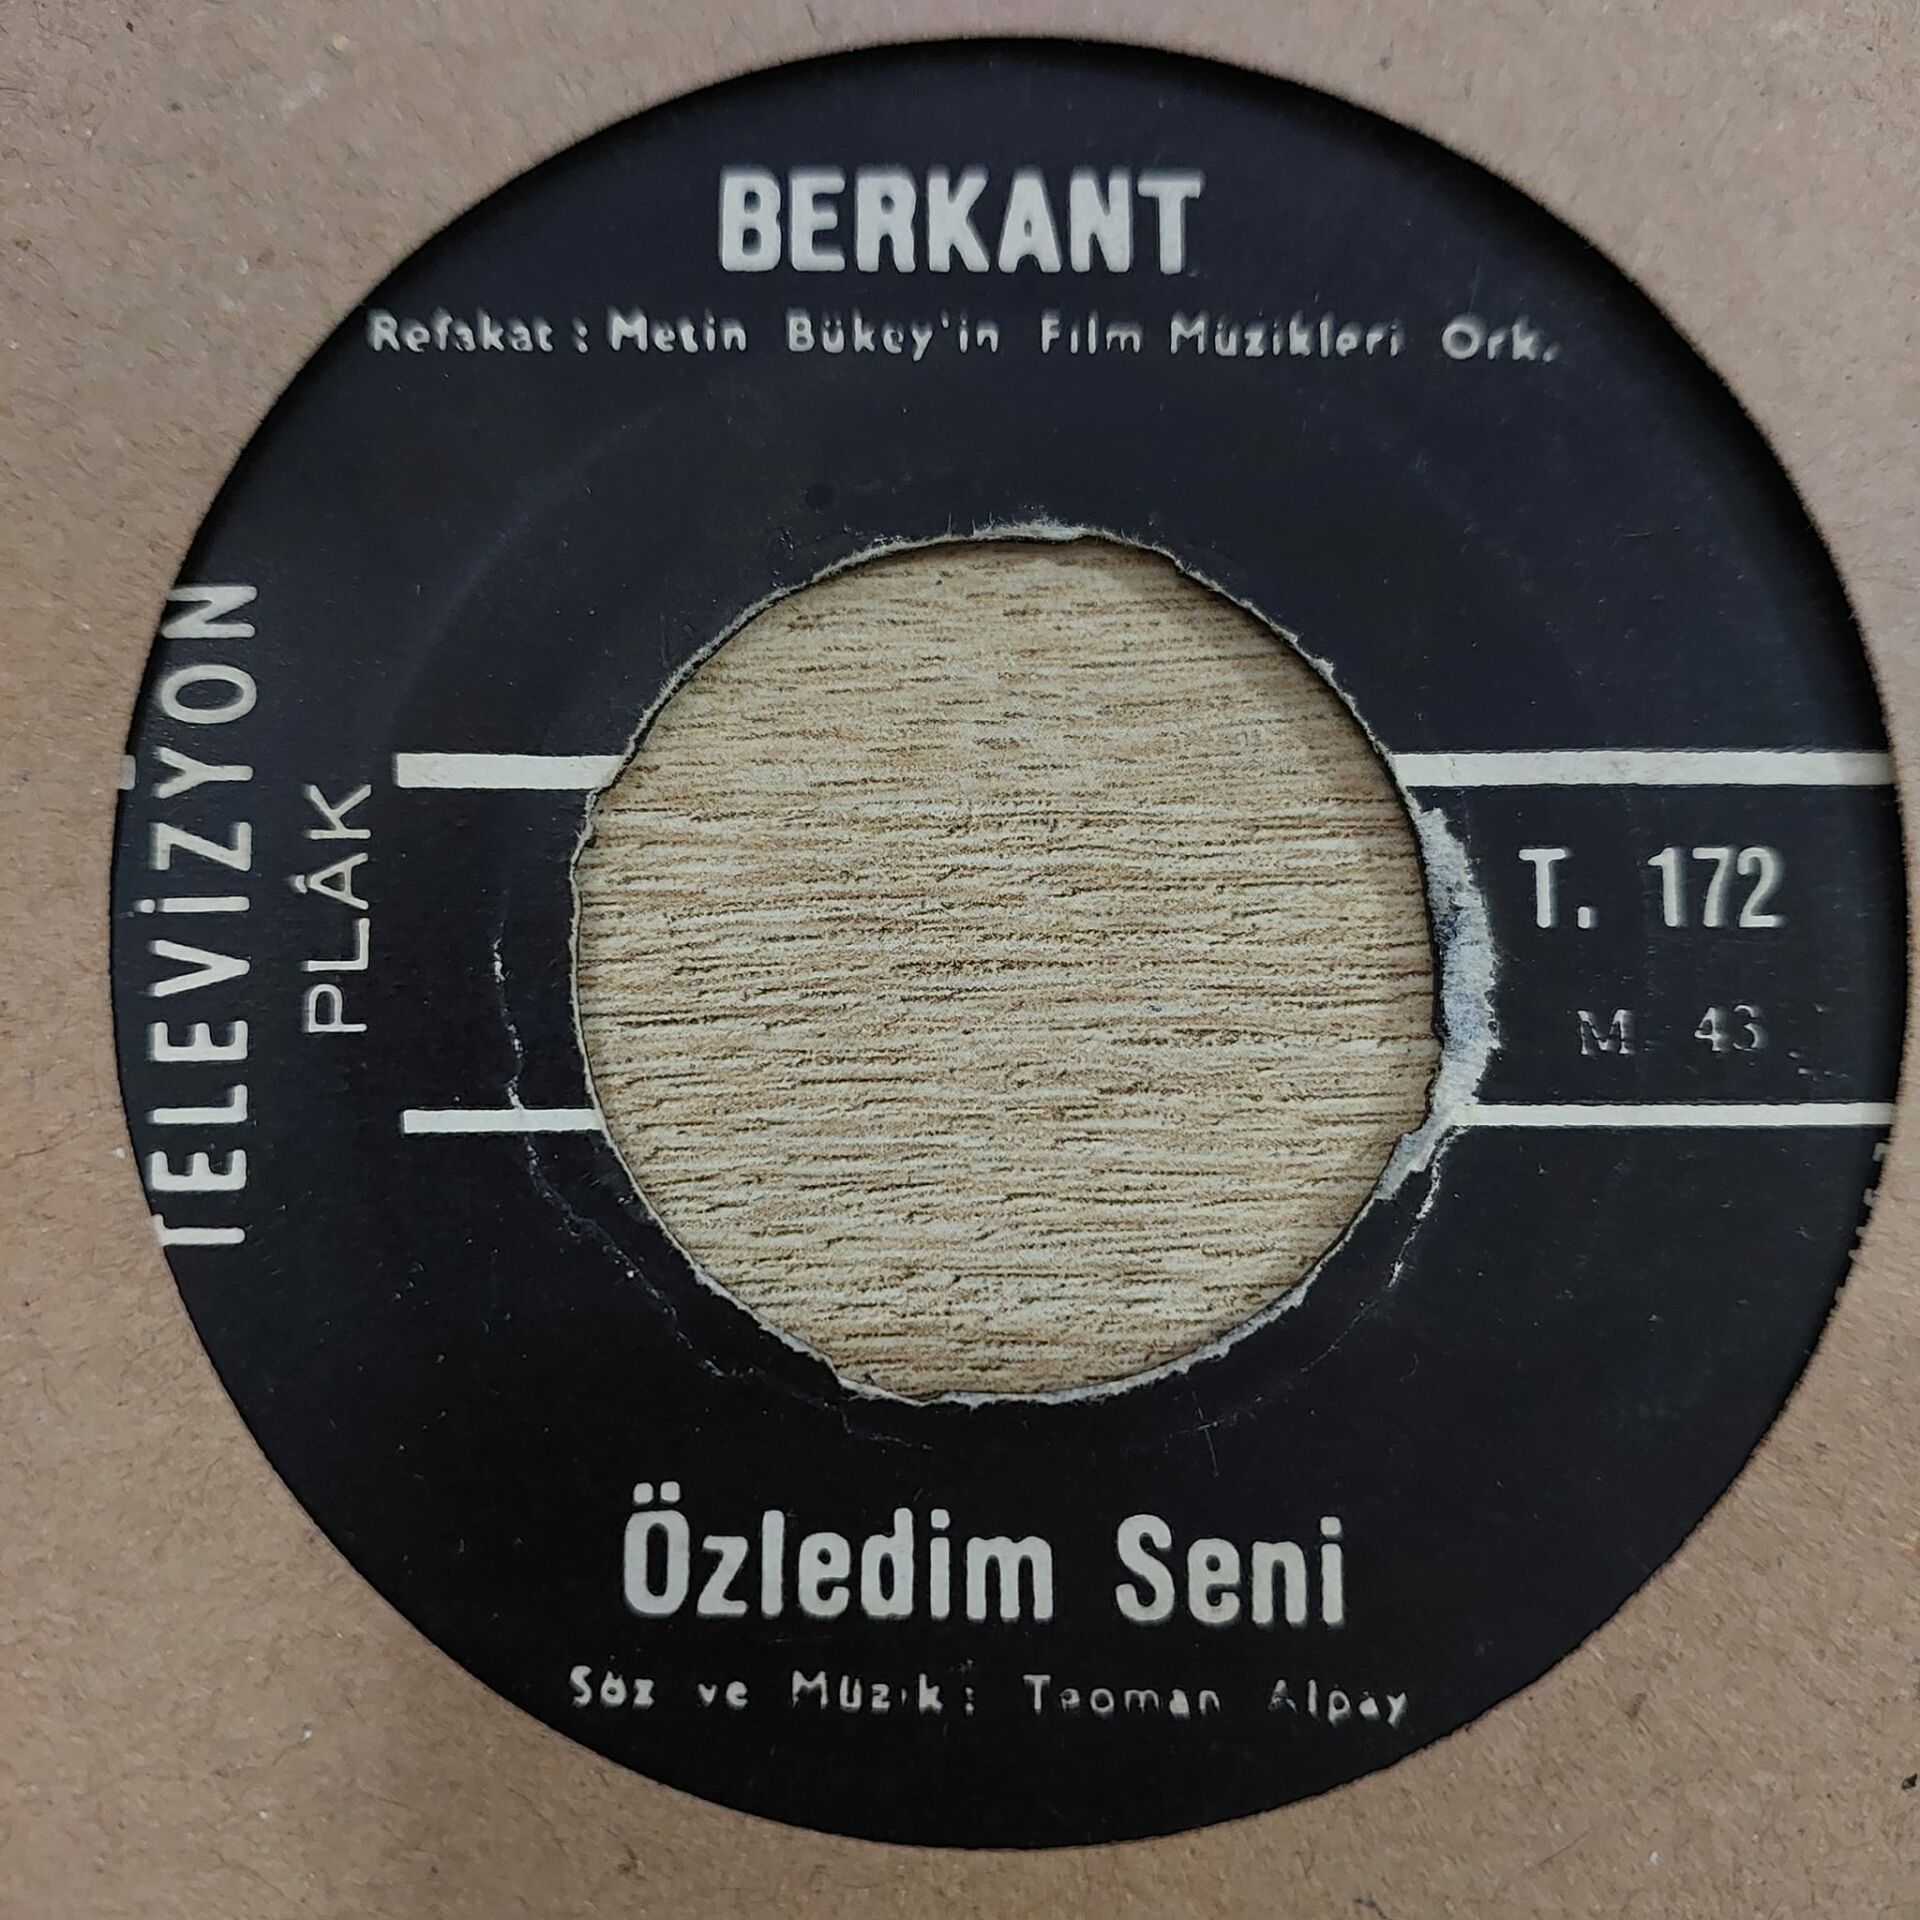 BERKANT
Refakat : Metin Bükey'in Film Müzikleri Ork.
TELEVİZYON
PLÂK
T. 172
M 43
Özledim Seni
Söz ve Müzik : Teoman Alpay